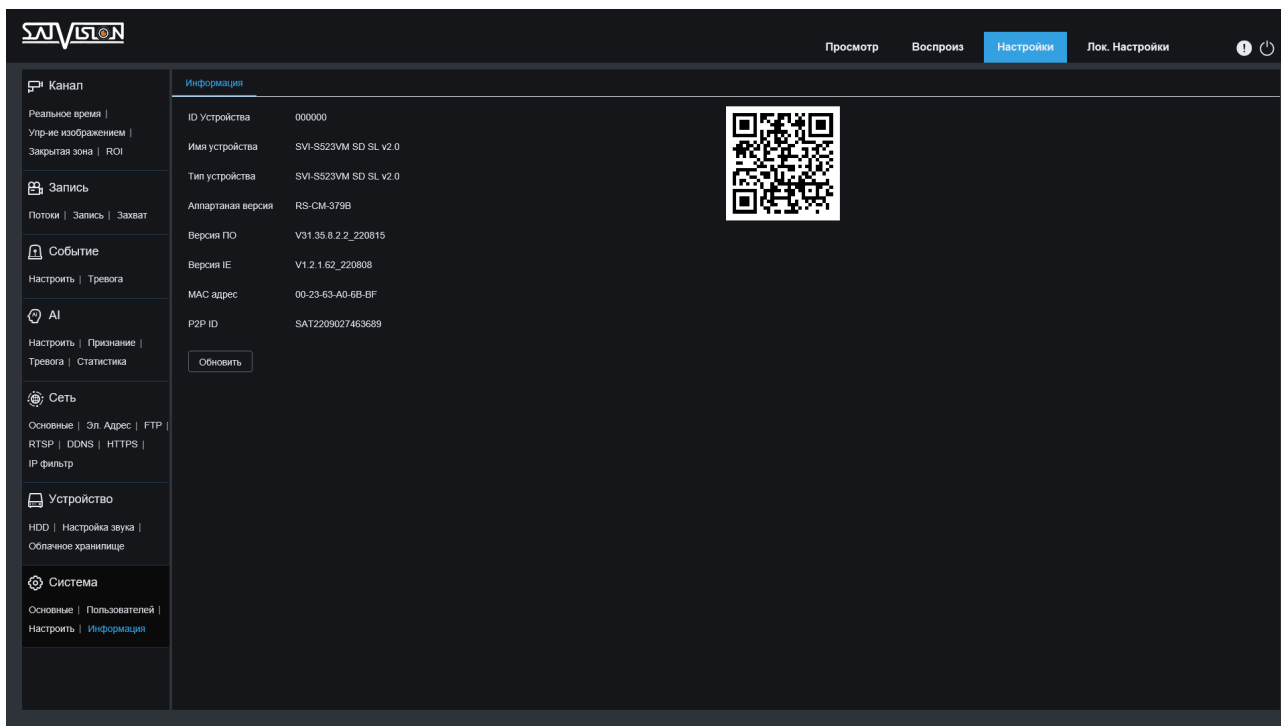 SATVISION
Просмотр Воспроиз Настройки Лок. Настройки
Канал
Реальное время |
Упр-ие изображением |
Закрытая зона | ROI
Запись
Потоки | Запись | Захват
Событие
Настроить | Тревога
AI
Настроить | Признание |
Тревога | Статистика
Сеть
Основные | Эл. Адрес | FTP |
RTSP | DDNS | HTTPS |
IP фильтр
Устройство
HDD | Настройка звука |
Облачное хранилище
Система
Основные | Пользователей |
Настроить | Информация
Информация
ID Устройства 000000
Имя устройства SVI-S523VM SD SL v2.0
Тип устройства SVI-S523VM SD SL v2.0
Аппартаная версия RS-CM-379B
Версия ПО V31.35.8.2.2_220815
Версия IE V1.2.1.62_220808
MAC адрес 00-23-63-A0-6B-BF
P2P ID SAT2209027463689
Обновить